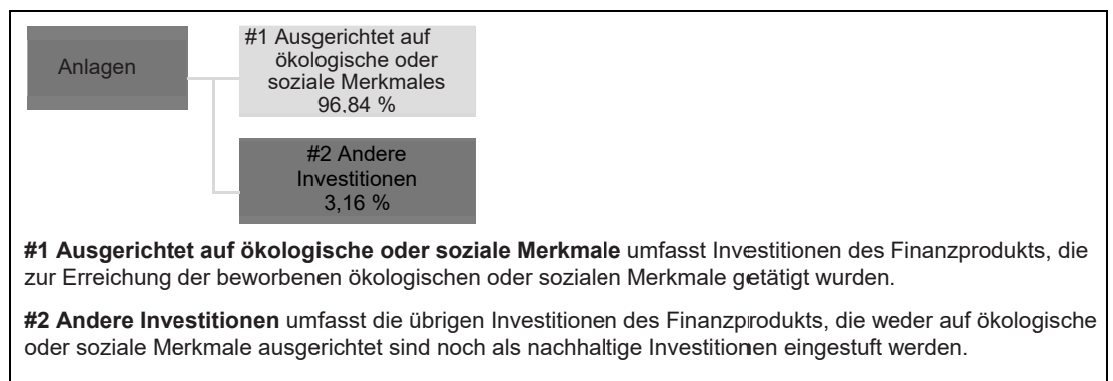 Anlagen
#1 Ausgerichtet auf
ökologische oder
soziale Merkmales
96,84 %
#2 Andere
Investitionen
3,16 %
#1 Ausgerichtet auf ökologische oder soziale Merkmale umfasst Investitionen des Finanzprodukts, die
zur Erreichung der beworbenen ökologischen oder sozialen Merkmale getätigt wurden.
#2 Andere Investitionen umfasst die übrigen Investitionen des Finanzprodukts, die weder auf ökologische
oder soziale Merkmale ausgerichtet sind noch als nachhaltige Investitionen eingestuft werden.